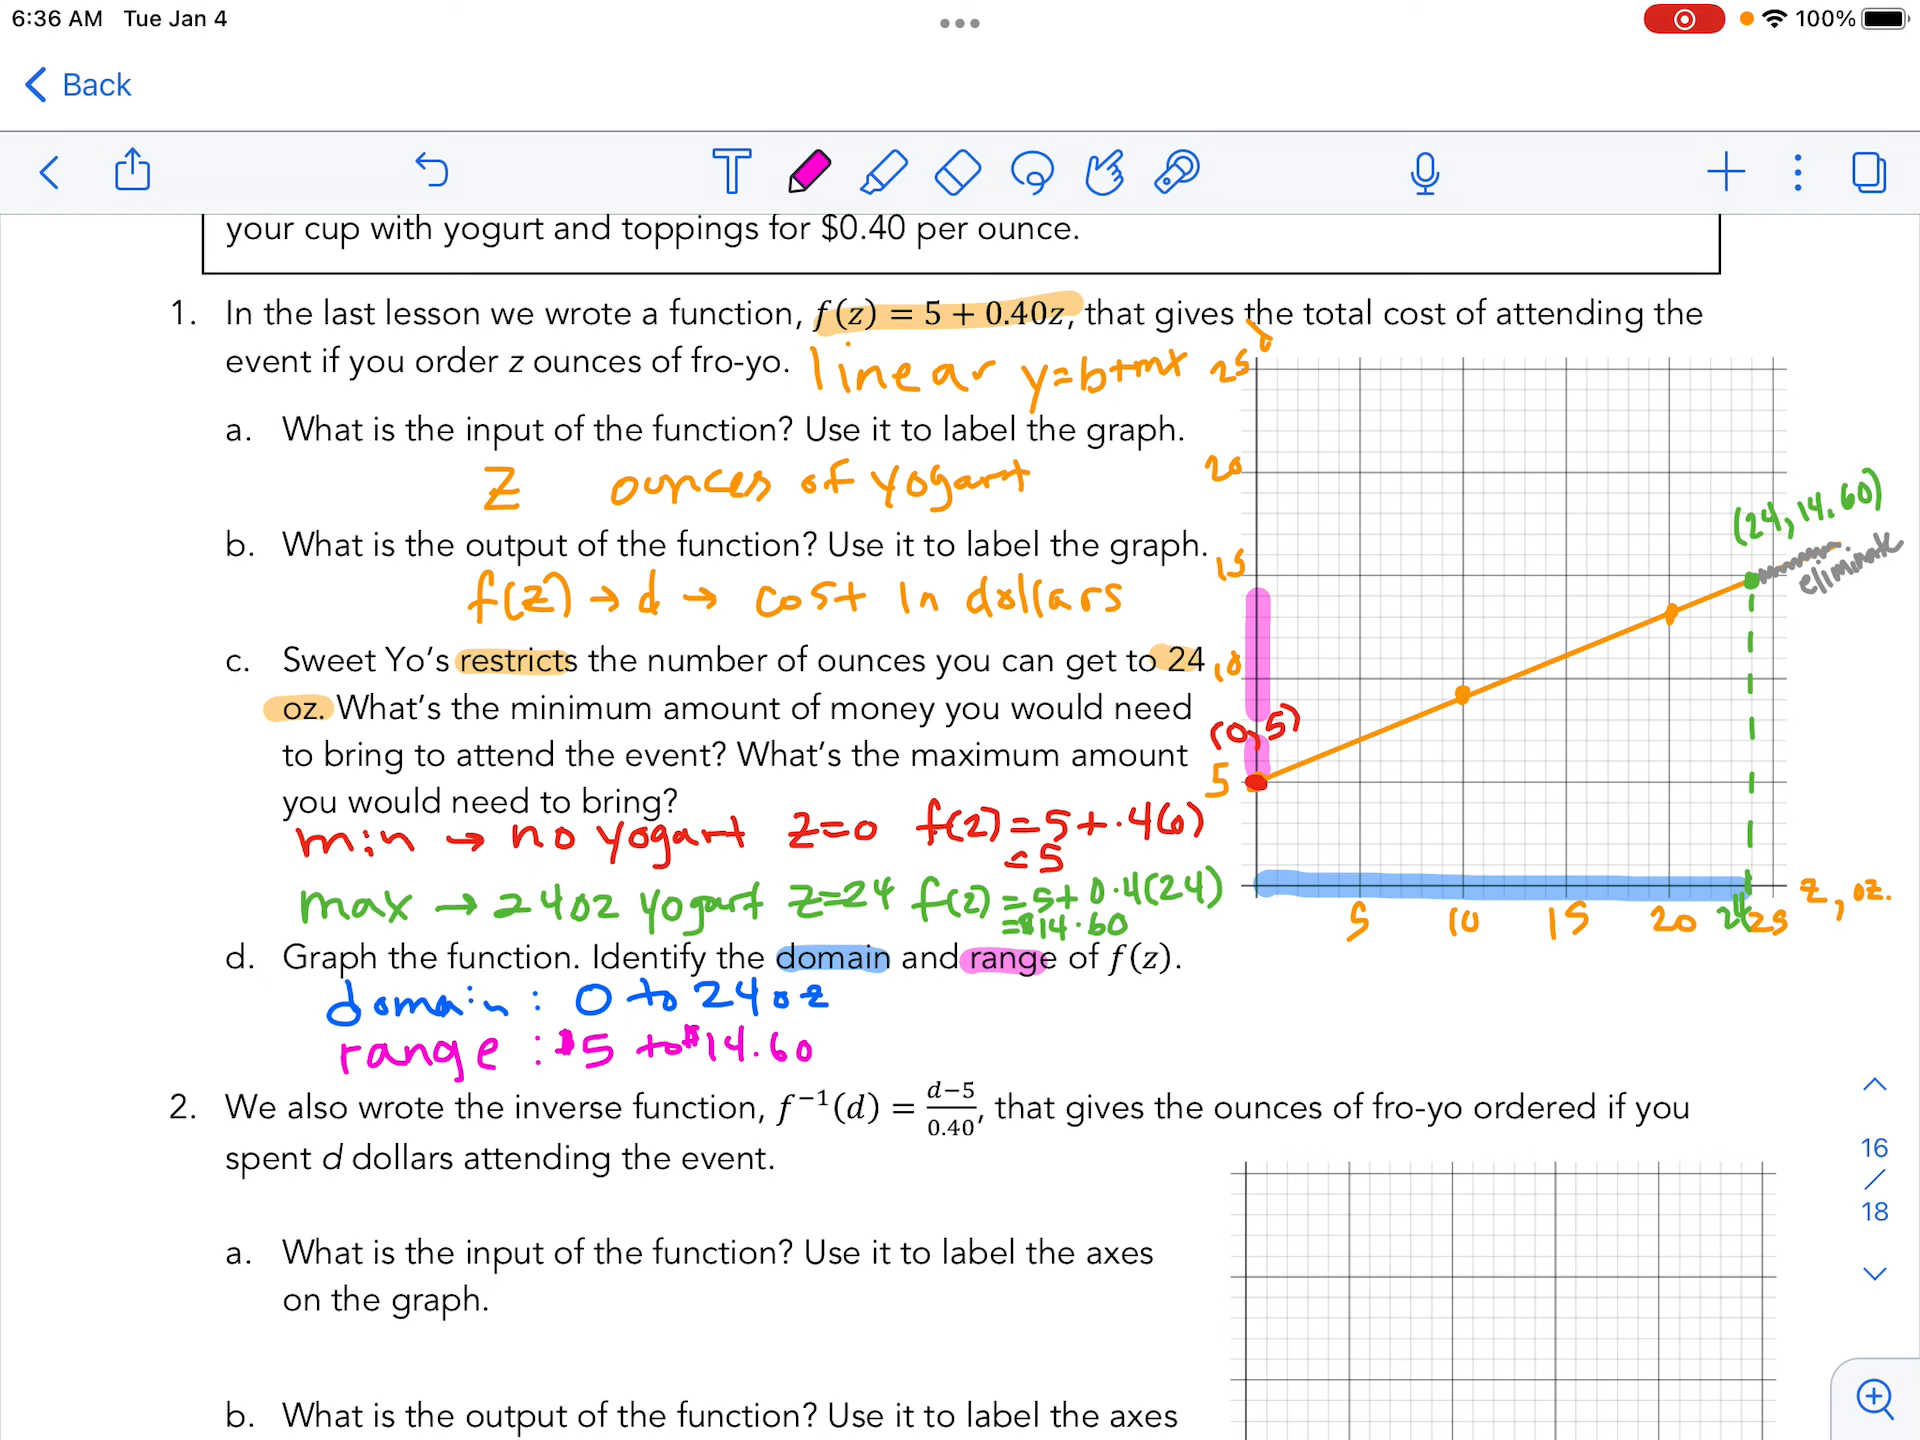 6:36 AM Tue Jan 4
100%
Back
your cup with yogurt and toppings for $0.40 per ounce.
1. In the last lesson we wrote a function, f(z) = 5 + 0.40z, that gives the total cost of attending the
event if you order z ounces of fro-yo.
linear y=b+mx
a. What is the input of the function? Use it to label the graph.
z ounces of yogart
b. What is the output of the function? Use it to label the graph.
f(z) → d → cost in dollars
c. Sweet Yo's restricts the number of ounces you can get to 24
oz. What's the minimum amount of money you would need
to bring to attend the event? What's the maximum amount
you would need to bring?
min → no yogart z=0 f(z)=5+.4(0)
=5
max → 24oz yogart z=24 f(z)=5+0.4(24)
=$14.60
d. Graph the function. Identify the domain and range of f(z).
domain: 0 to 24oz
range: $5 to $14.60
25
20
15
10
5
(0,5)
(24, 14.60)
eliminate
5 10 15 20 24 25 z, oz.
2. We also wrote the inverse function, f⁻¹(d) = (d−5)/0.40, that gives the ounces of fro-yo ordered if you
spent d dollars attending the event.
a. What is the input of the function? Use it to label the axes
on the graph.
b. What is the output of the function? Use it to label the axes
16
/
18